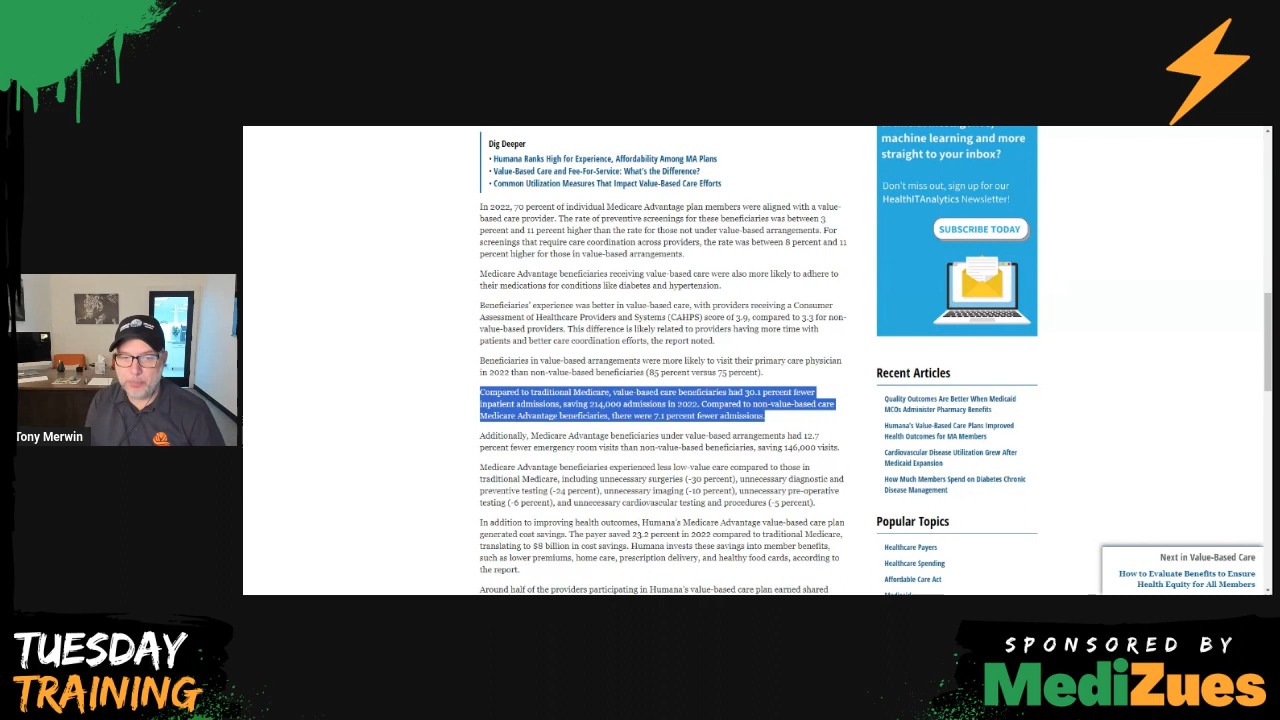 Dig Deeper
• Humana Ranks High for Experience, Affordability Among MA Plans
• Value-Based Care and Fee-For-Service: What's the Difference?
• Common Utilization Measures That Impact Value-Based Care Efforts
In 2022, 70 percent of individual Medicare Advantage plan members were aligned with a value-
based care provider. The rate of preventive screenings for these beneficiaries was between 3
percent and 11 percent higher than the rate for those not under value-based arrangements. For
screenings that require care coordination across providers, the rate was between 8 percent and 11
percent higher for those in value-based arrangements.
Medicare Advantage beneficiaries receiving value-based care were also more likely to adhere to
their medications for conditions like diabetes and hypertension.
Beneficiaries' experience was better in value-based care, with providers receiving a Consumer
Assessment of Healthcare Providers and Systems (CAHPS) score of 3.9, compared to 3.3 for non-
value-based providers. This difference is likely related to providers having more time with
patients and better care coordination efforts, the report noted.
Beneficiaries in value-based arrangements were more likely to visit their primary care physician
in 2022 than non-value-based beneficiaries (85 percent versus 75 percent).
Compared to traditional Medicare, value-based care beneficiaries had 30.1 percent fewer
inpatient admissions, saving 214,000 admissions in 2022. Compared to non-value-based care
Medicare Advantage beneficiaries, there were 7.1 percent fewer admissions.
Additionally, Medicare Advantage beneficiaries under value-based arrangements had 12.7
percent fewer emergency room visits than non-value-based beneficiaries, saving 146,000 visits.
Medicare Advantage beneficiaries experienced less low-value care compared to those in
traditional Medicare, including unnecessary surgeries (-30 percent), unnecessary diagnostic and
preventive testing (-24 percent), unnecessary imaging (-10 percent), unnecessary pre-operative
testing (-6 percent), and unnecessary cardiovascular testing and procedures (-5 percent).
In addition to improving health outcomes, Humana's Medicare Advantage value-based care plan
generated cost savings. The payer saved 23.2 percent in 2022 compared to traditional Medicare,
translating to $8 billion in cost savings. Humana invests these savings into member benefits,
such as lower premiums, home care, prescription delivery, and healthy food cards, according to
the report.
Around half of the providers participating in Humana's value-based care plan earned shared
machine learning and more
straight to your inbox?
Don't miss out, sign up for our
HealthITAnalytics Newsletter!
SUBSCRIBE TODAY
Recent Articles
Quality Outcomes Are Better When Medicaid
MCOs Administer Pharmacy Benefits
Humana's Value-Based Care Plans Improved
Health Outcomes for MA Members
Cardiovascular Disease Utilization Grew After
Medicaid Expansion
How Much Members Spend on Diabetes Chronic
Disease Management
Popular Topics
Healthcare Payers
Healthcare Spending
Affordable Care Act
Next in Value-Based Care
How to Evaluate Benefits to Ensure
Health Equity for All Members
Tony Merwin
TUESDAY
TRAINING
SPONSORED BY
MediZues